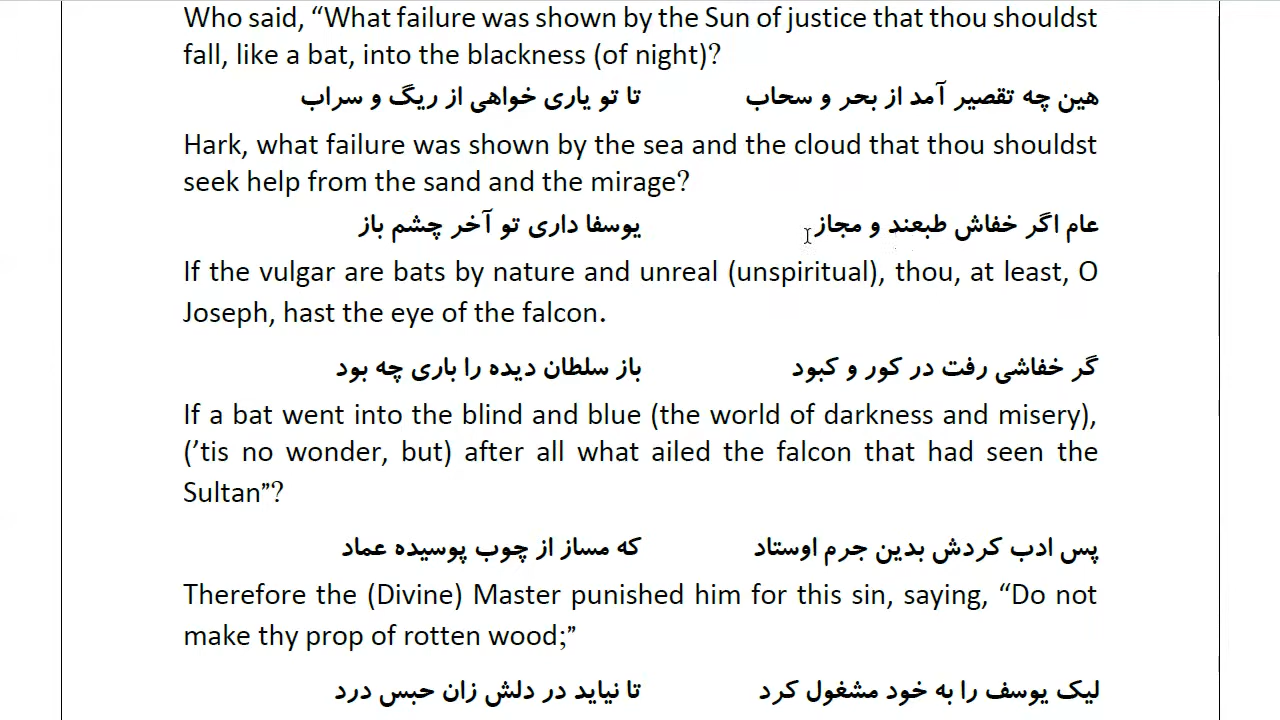 Who said, “What failure was shown by the Sun of justice that thou shouldst
fall, like a bat, into the blackness (of night)?
هین چه تقصیر آمد از بحر و سحاب تا تو یاری خواهی از ریگ و سراب
Hark, what failure was shown by the sea and the cloud that thou shouldst
seek help from the sand and the mirage?
عام اگر خفاش طبعند و مجاز یوسفا داری تو آخر چشم باز
If the vulgar are bats by nature and unreal (unspiritual), thou, at least, O
Joseph, hast the eye of the falcon.
گر خفاشی رفت در کور و کبود باز سلطان دیده را باری چه بود
If a bat went into the blind and blue (the world of darkness and misery),
(’tis no wonder, but) after all what ailed the falcon that had seen the
Sultan”?
پس ادب کردش بدین جرم اوستاد که مساز از چوب پوسیده عماد
Therefore the (Divine) Master punished him for this sin, saying, “Do not
make thy prop of rotten wood;”
لیک یوسف را به خود مشغول کرد تا نیاید در دلش زان حبس درد